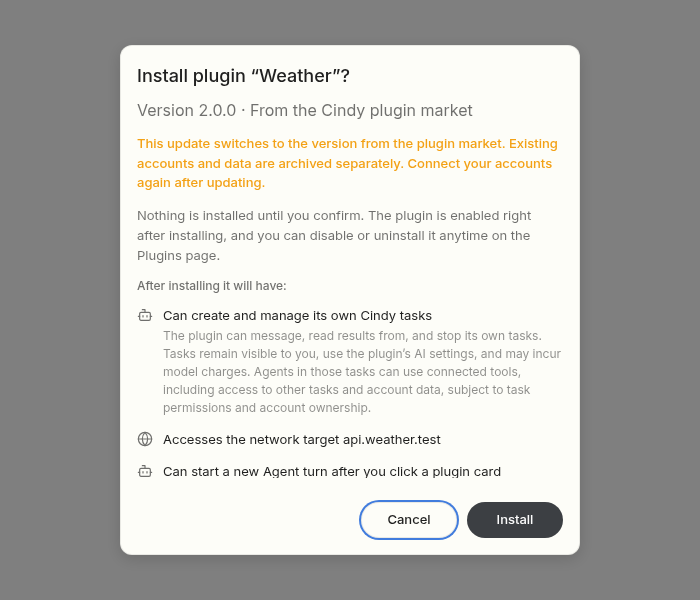 Install plugin “Weather”?
Version 2.0.0 · From the Cindy plugin market
This update switches to the version from the plugin market. Existing
accounts and data are archived separately. Connect your accounts
again after updating.
Nothing is installed until you confirm. The plugin is enabled right
after installing, and you can disable or uninstall it anytime on the
Plugins page.
After installing it will have:
Can create and manage its own Cindy tasks
The plugin can message, read results from, and stop its own tasks.
Tasks remain visible to you, use the plugin’s AI settings, and may incur
model charges. Agents in those tasks can use connected tools,
including access to other tasks and account data, subject to task
permissions and account ownership.
Accesses the network target api.weather.test
Can start a new Agent turn after you click a plugin card
Cancel
Install